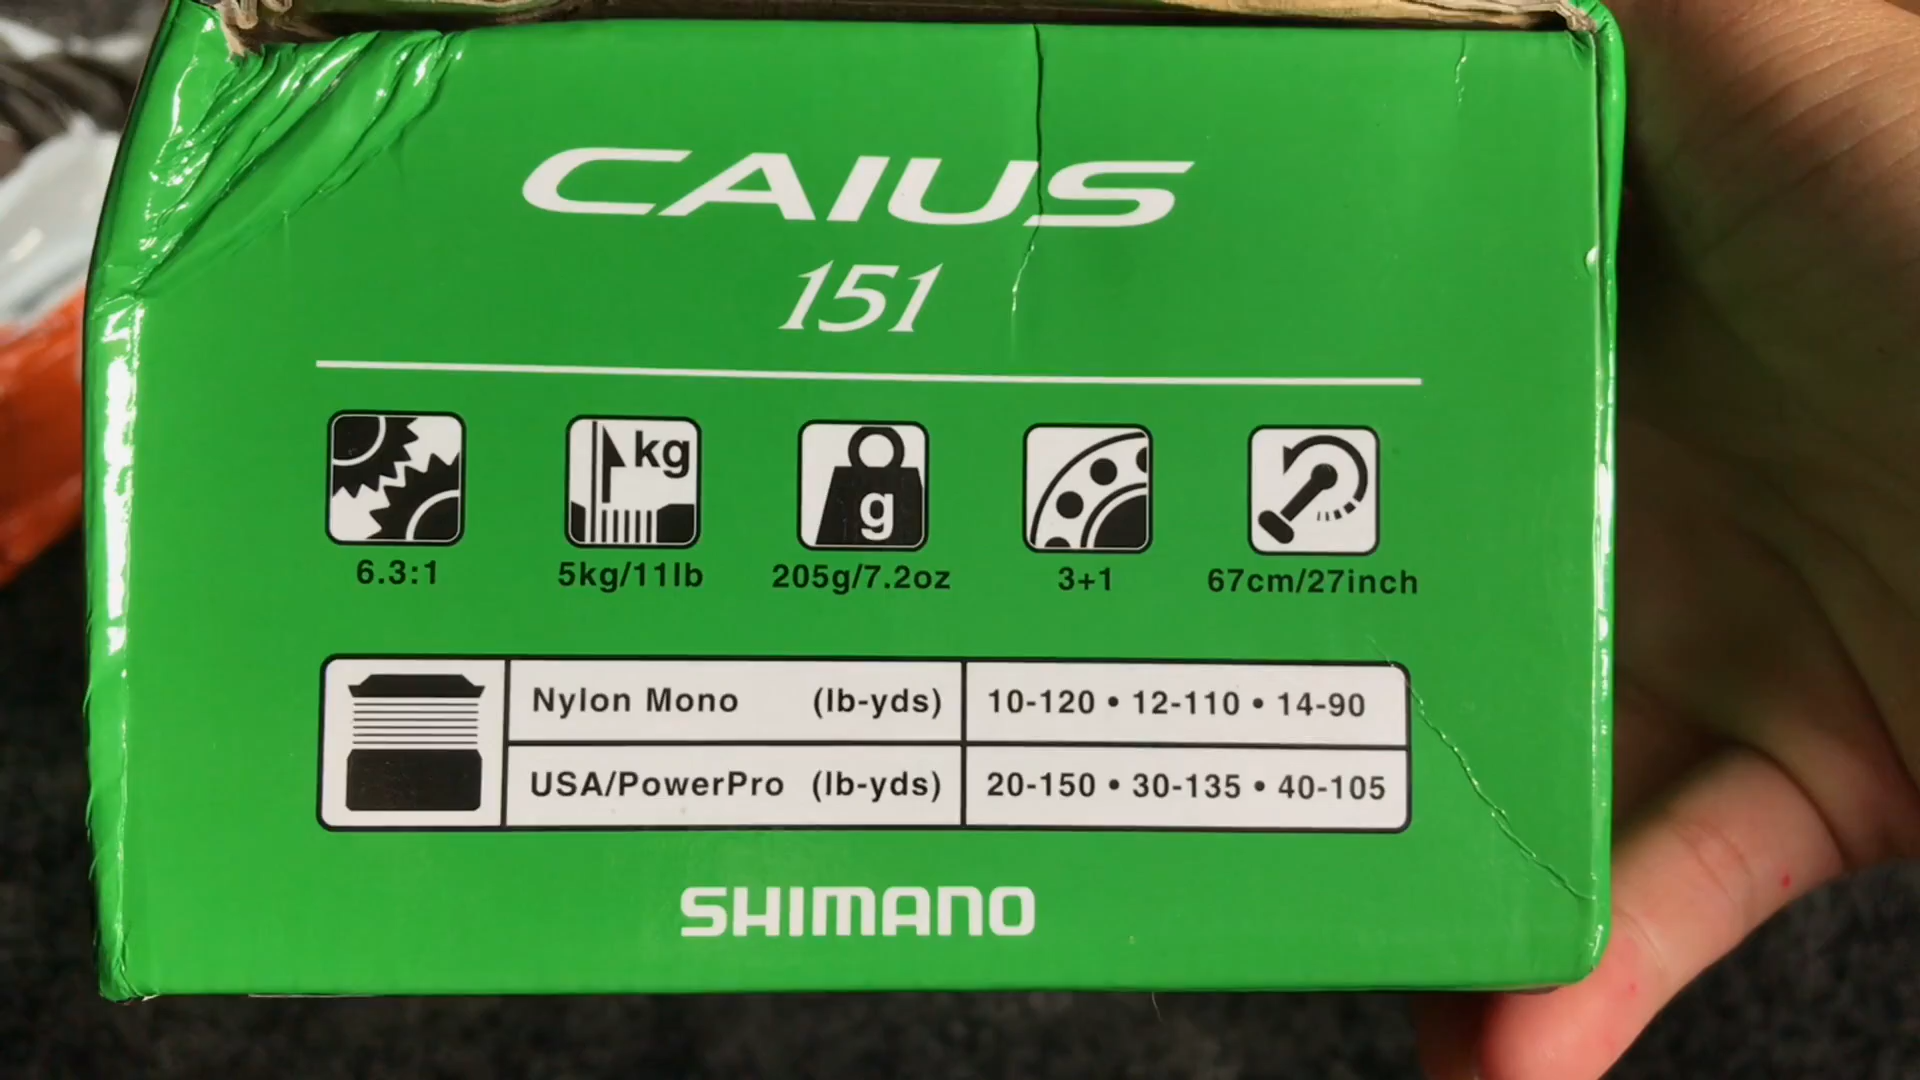 CAIUS
151
kg
g
6.3:1 5kg/11lb 205g/7.2oz 3+1 67cm/27inch
Nylon Mono (lb-yds) 10-120 • 12-110 • 14-90
USA/PowerPro (lb-yds) 20-150 • 30-135 • 40-105
SHIMANO